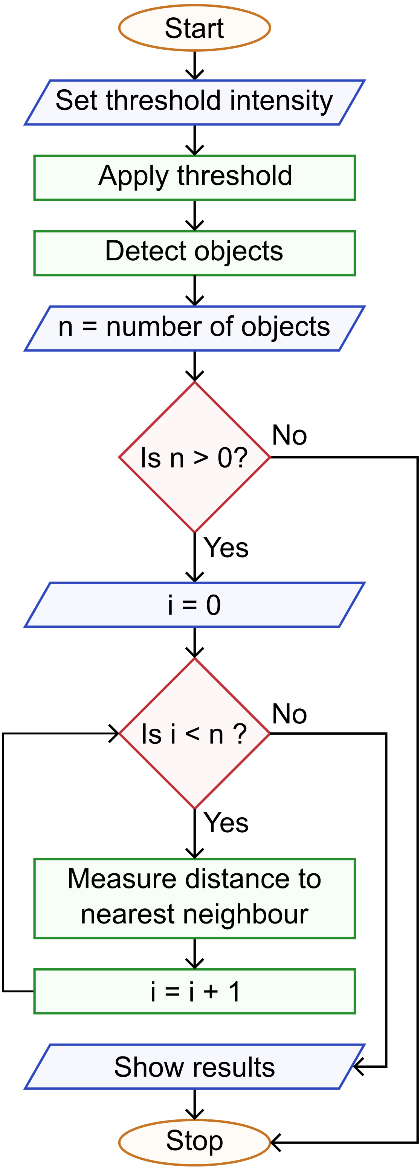 Start
Set threshold intensity
Apply threshold
Detect objects
n = number of objects
Is n > 0?
No
Yes
i = 0
Is i < n ?
No
Yes
Measure distance to
nearest neighbour
i = i + 1
Show results
Stop